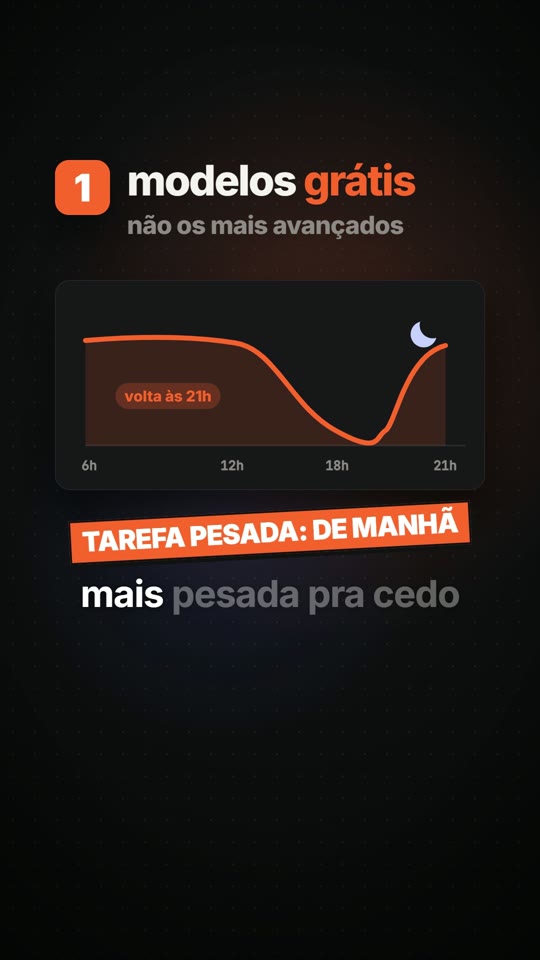 1
modelos grátis
não os mais avançados
volta às 21h
6h 12h 18h 21h
TAREFA PESADA: DE MANHÃ
mais pesada pra cedo